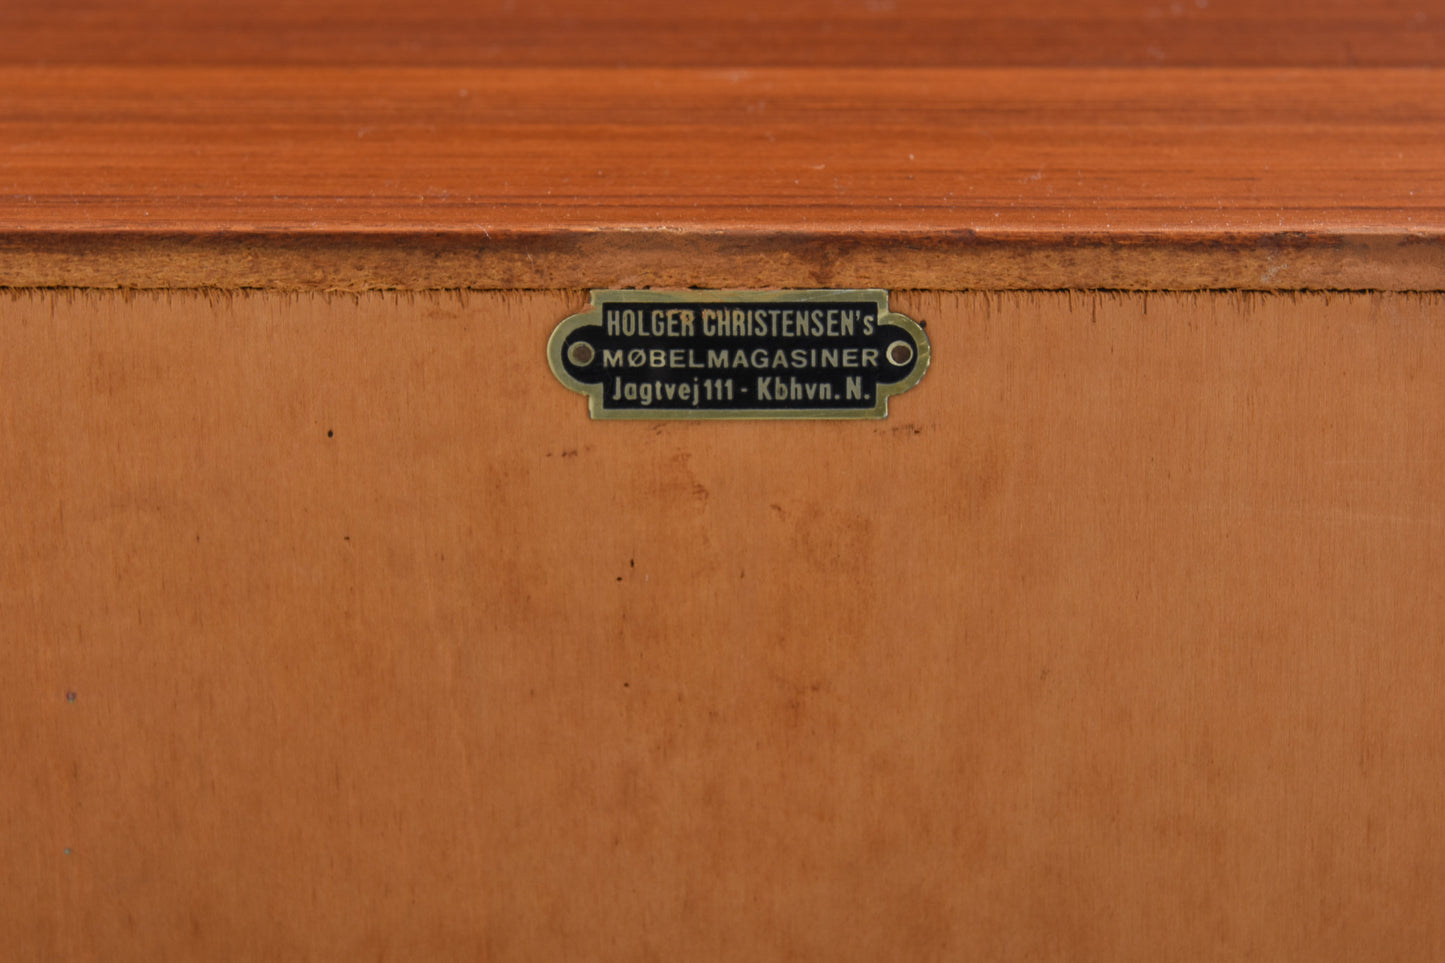 HOLGER CHRISTENSEN's
MØBELMAGASINER
Jagtvej 111 - Kbhvn. N.